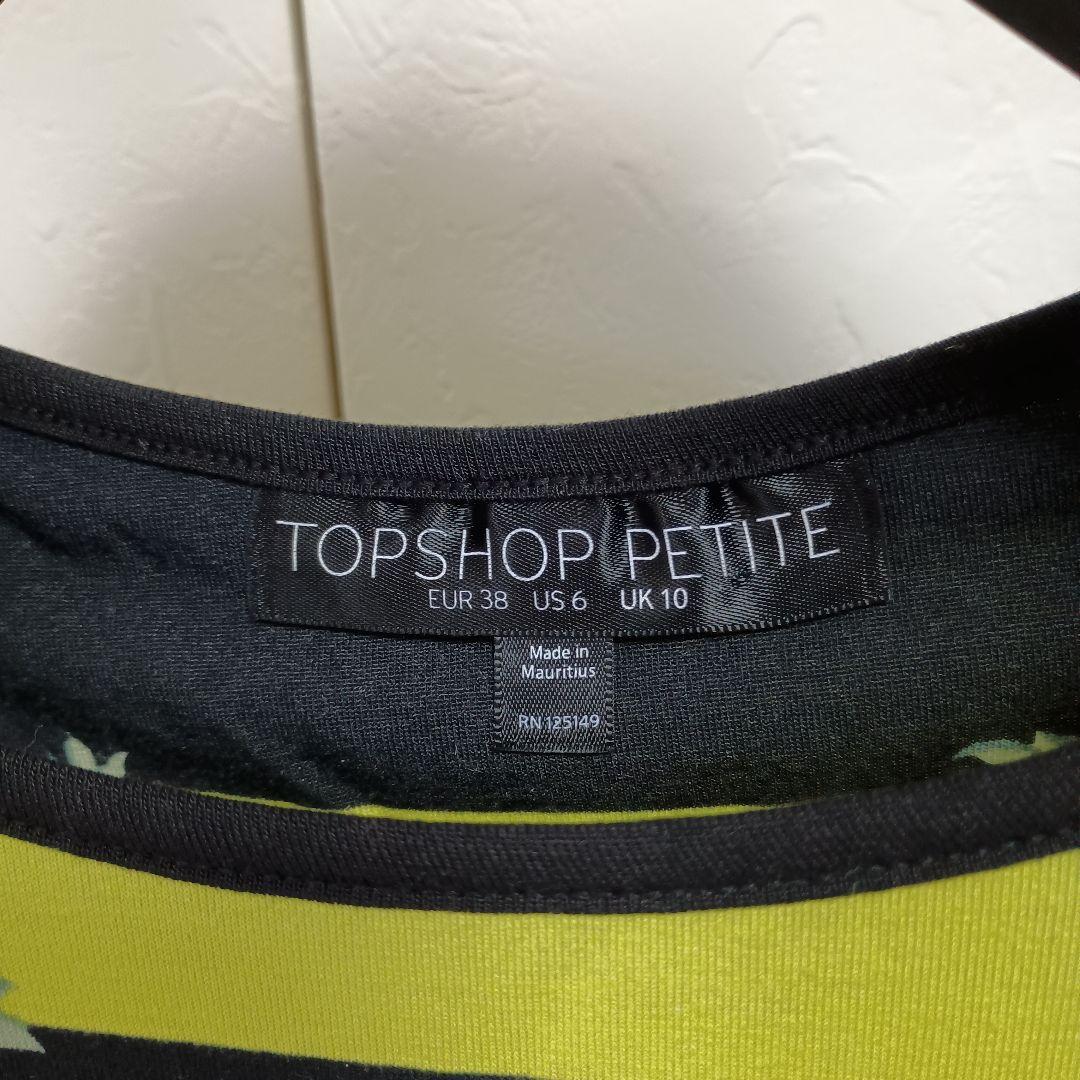 TOPSHOP PETITE
EUR 38 US 6 UK 10
Made in
Mauritius
RN 125149